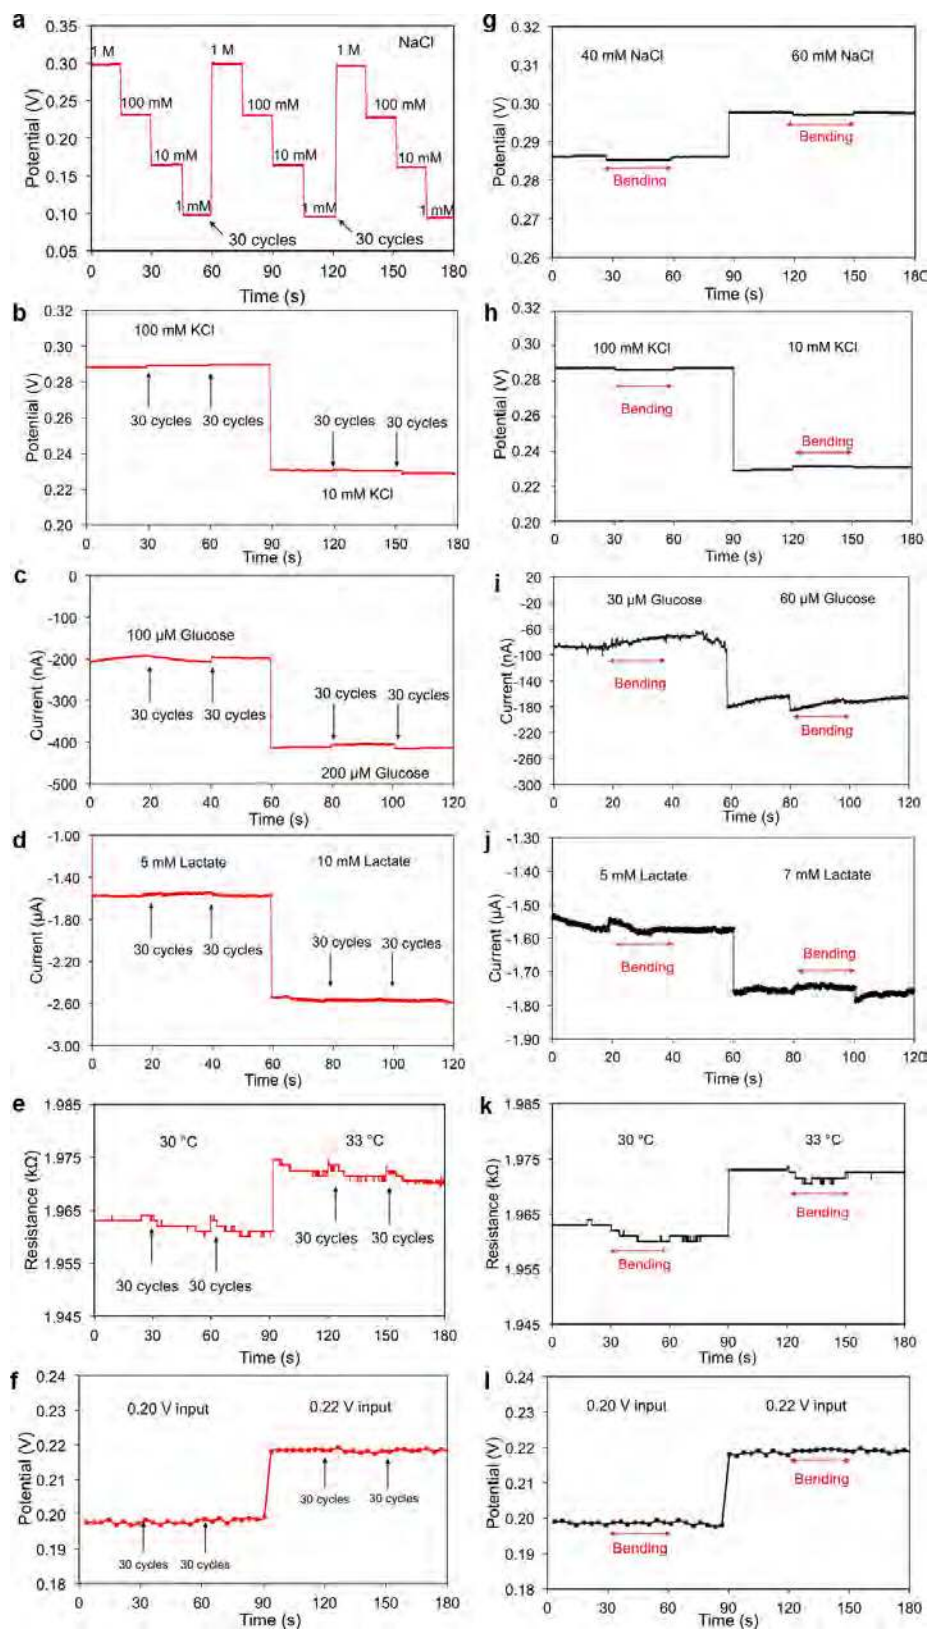 a
0.35
0.30
0.25
0.20
0.15
0.10
0.05
Potential (V)
1 M
100 mM
10 mM
1 mM
1 M
100 mM
10 mM
1 mM
1 M
100 mM
10 mM
1 mM
NaCl
30 cycles
30 cycles
0 30 60 90 120 150 180
Time (s)
g
0.32
0.31
0.30
0.29
0.28
0.27
0.26
Potential (V)
40 mM NaCl
60 mM NaCl
Bending
Bending
0 30 60 90 120 150 180
Time (s)
b
0.32
0.30
0.28
0.26
0.24
0.22
0.20
Potential (V)
100 mM KCl
30 cycles 30 cycles
30 cycles 30 cycles
10 mM KCl
0 30 60 90 120 150 180
Time (s)
h
0.32
0.30
0.28
0.26
0.24
0.22
0.20
Potential (V)
100 mM KCl
10 mM KCl
Bending
Bending
0 30 60 90 120 150 180
Time (s)
c
0
-100
-200
-300
-400
-500
Current (nA)
100 µM Glucose
30 cycles 30 cycles
30 cycles 30 cycles
200 µM Glucose
0 20 40 60 80 100 120
Time (s)
i
20
-20
-60
-100
-140
-180
-220
-260
-300
Current (nA)
30 µM Glucose
60 µM Glucose
Bending
Bending
0 20 40 60 80 100 120
Time (s)
d
-1.00
-1.40
-1.80
-2.20
-2.60
-3.00
Current (µA)
5 mM Lactate
10 mM Lactate
30 cycles 30 cycles
30 cycles 30 cycles
0 20 40 60 80 100 120
Time (s)
j
-1.30
-1.40
-1.50
-1.60
-1.70
-1.80
-1.90
Current (µA)
5 mM Lactate
7 mM Lactate
Bending
Bending
0 20 40 60 80 100 120
Time (s)
e
1.985
1.975
1.965
1.955
1.945
Resistance (kΩ)
30 °C
33 °C
30 cycles 30 cycles
30 cycles 30 cycles
0 30 60 90 120 150 180
Time (s)
k
1.985
1.975
1.965
1.955
1.945
Resistance (kΩ)
30 °C
33 °C
Bending
Bending
0 30 60 90 120 150 180
Time (s)
f
0.24
0.23
0.22
0.21
0.20
0.19
0.18
Potential (V)
0.20 V input
0.22 V input
30 cycles 30 cycles
30 cycles 30 cycles
0 30 60 90 120 150 180
Time (s)
l
0.24
0.23
0.22
0.21
0.20
0.19
0.18
Potential (V)
0.20 V input
0.22 V input
Bending
Bending
0 30 60 90 120 150 180
Time (s)